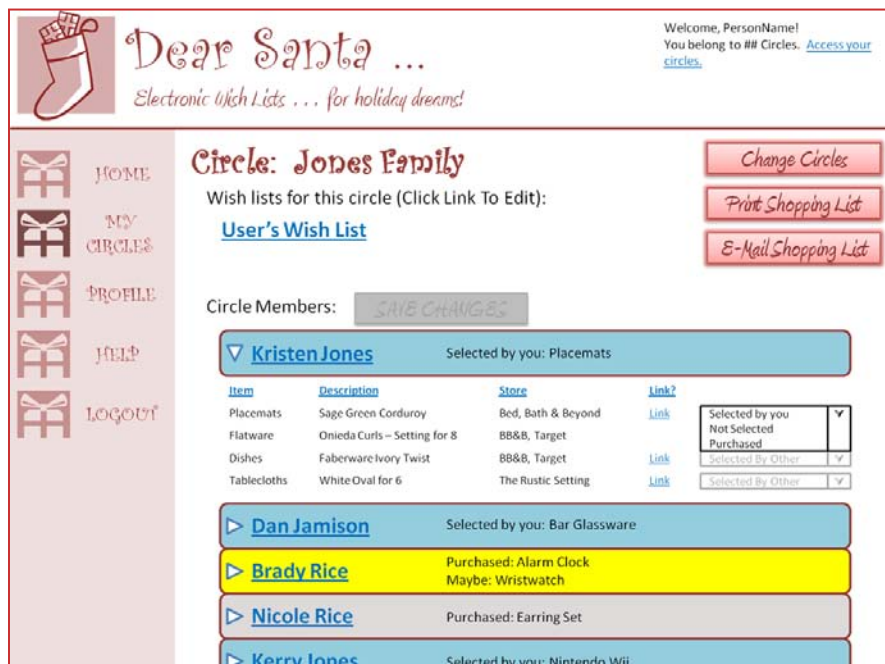 Dear Santa ...
Electronic Wish Lists . . . for holiday dreams!
Welcome, PersonName!
You belong to ## Circles. Access your
circles.
HOME
MY
CIRCLES
PROFILE
HELP
LOGOUT
Circle: Jones Family
Wish lists for this circle (Click Link To Edit):
User's Wish List
Change Circles
Print Shopping List
E-Mail Shopping List
Circle Members:
SAVE CHANGES
Kristen Jones Selected by you: Placemats
Item Description Store Link?
Placemats Sage Green Corduroy Bed, Bath & Beyond Link Selected by you
Not Selected
Purchased
Flatware Onieda Curls – Setting for 8 BB&B, Target
Dishes Faberware Ivory Twist BB&B, Target Link Selected By Other
Tablecloths White Oval for 6 The Rustic Setting Link Selected By Other
Dan Jamison Selected by you: Bar Glassware
Brady Rice Purchased: Alarm Clock
Maybe: Wristwatch
Nicole Rice Purchased: Earring Set
Kerry Jones Selected by you: Nintendo Wii